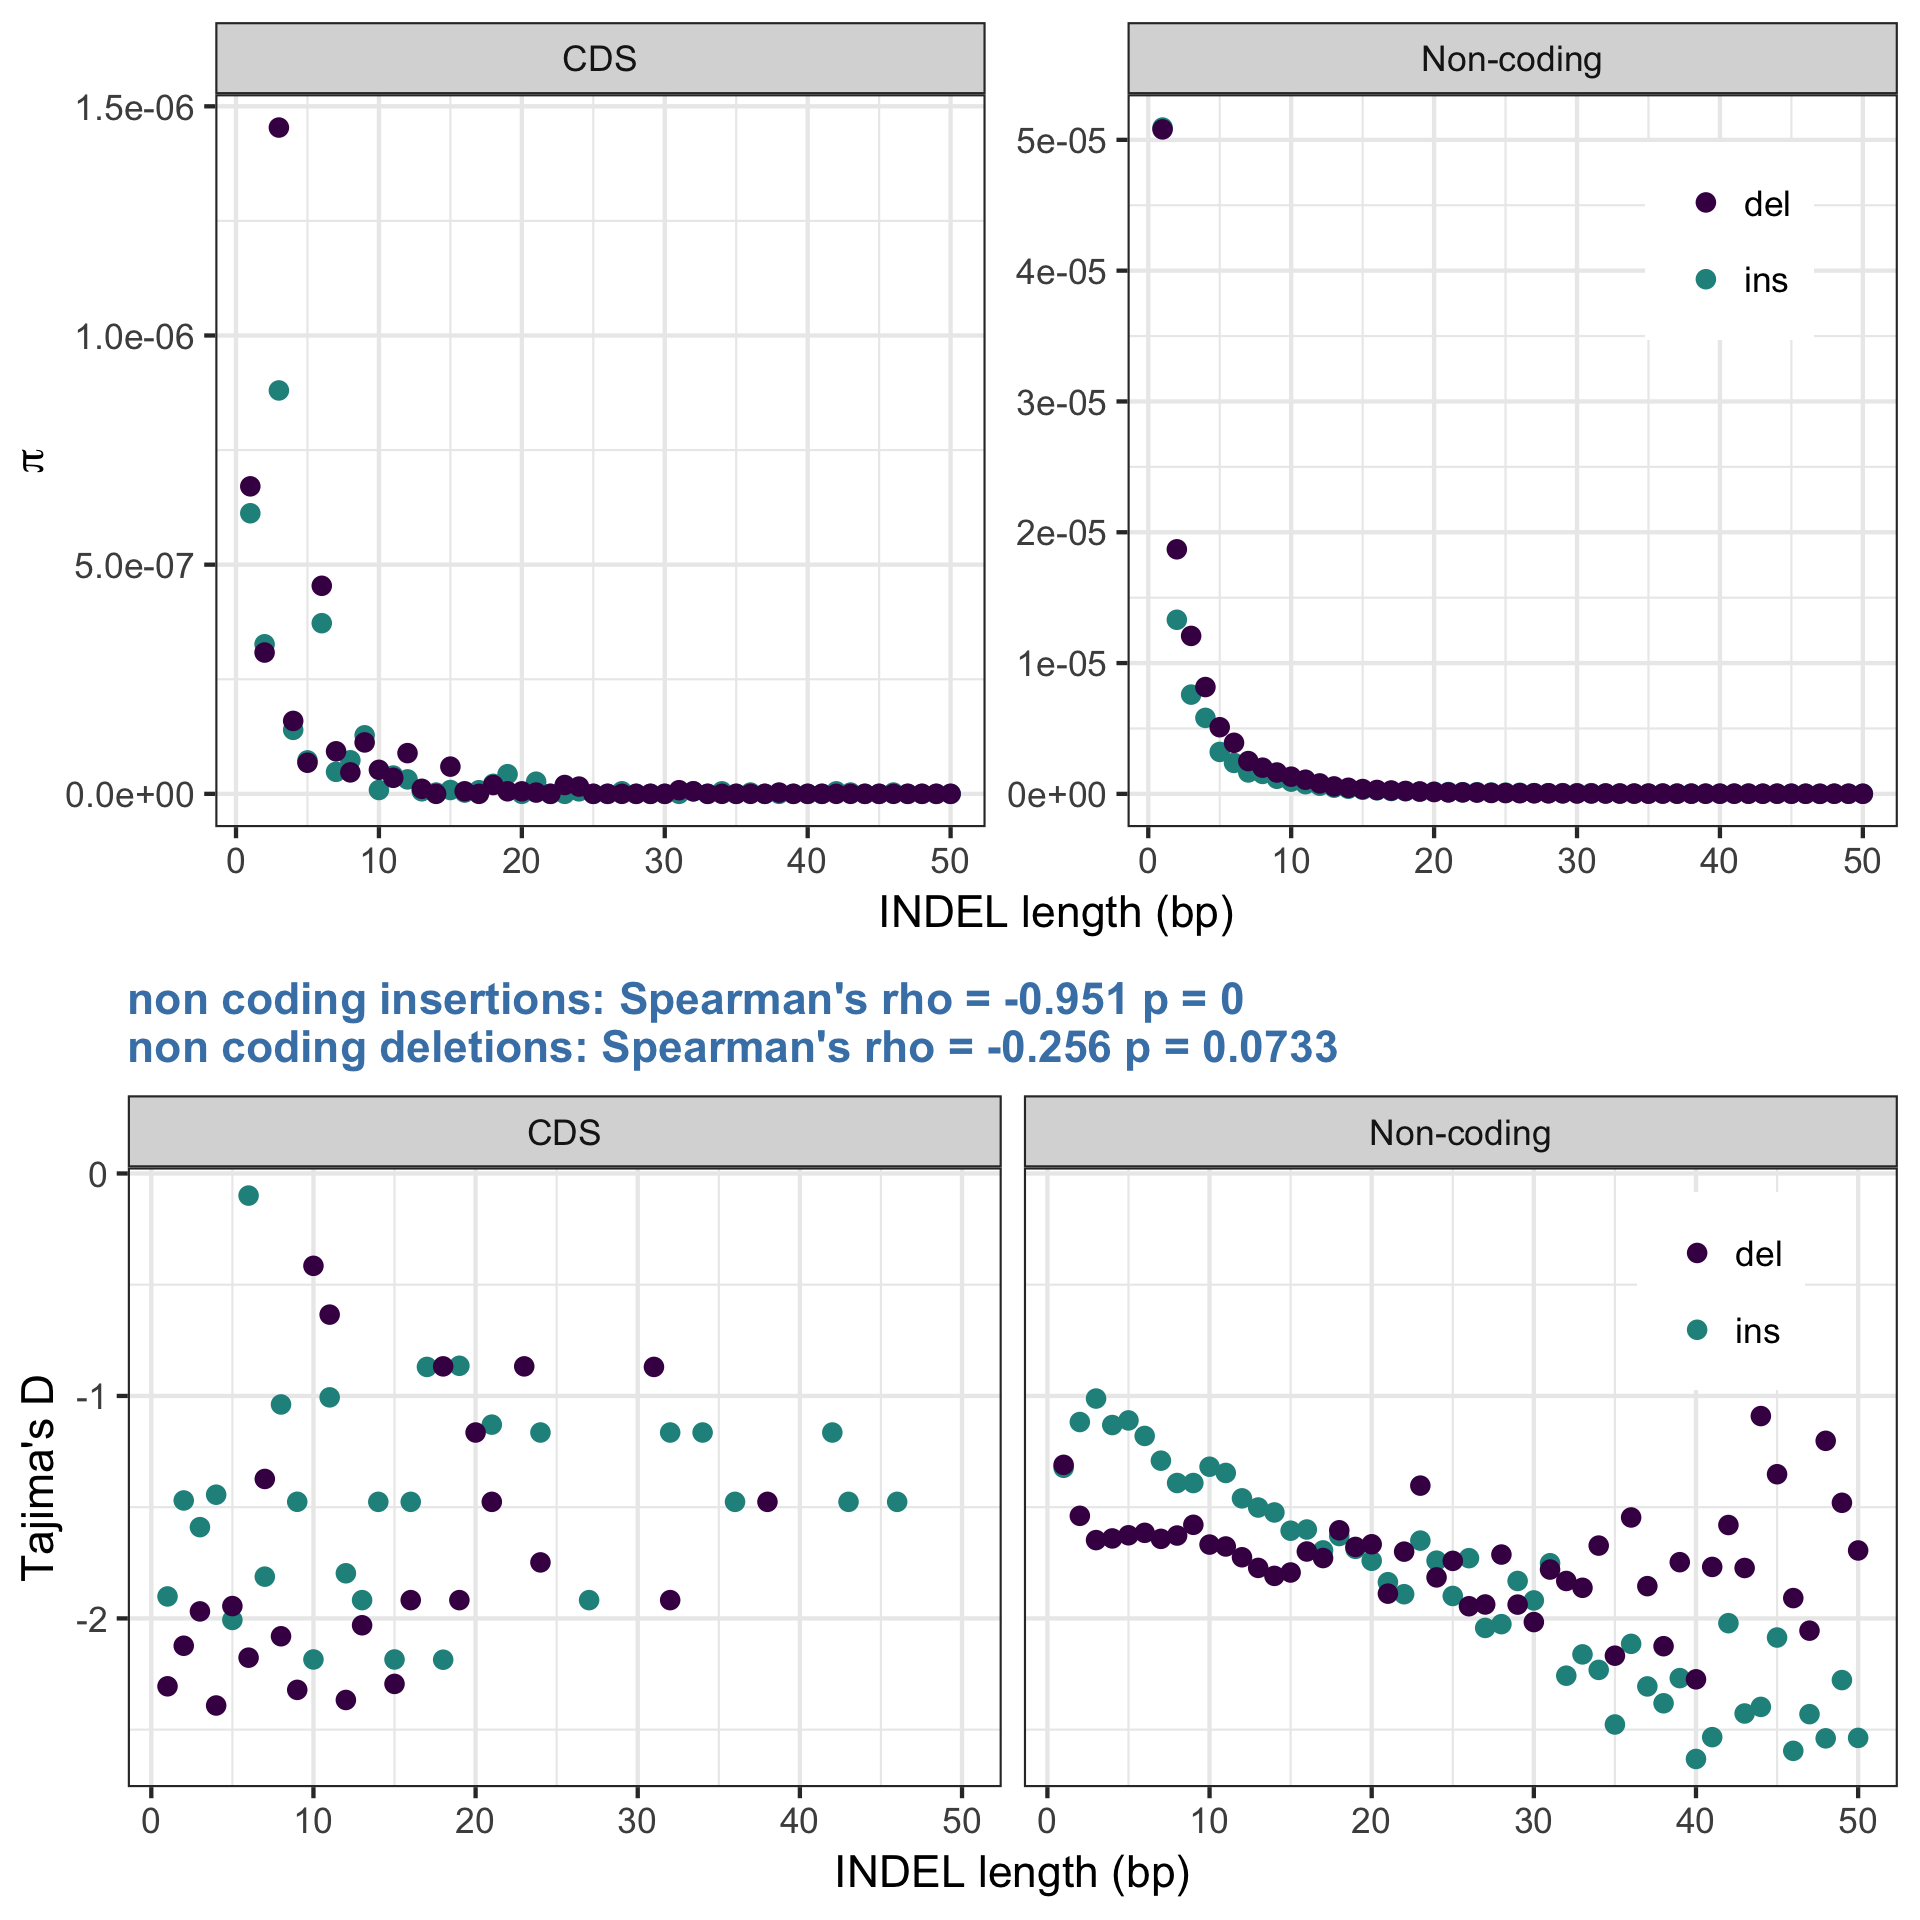 CDS
Non-coding
1.5e-06
1.0e-06
5.0e-07
0.0e+00
π
5e-05
4e-05
3e-05
2e-05
1e-05
0e+00
del
ins
0 10 20 30 40 50
0 10 20 30 40 50
INDEL length (bp)
non coding insertions: Spearman's rho = -0.951 p = 0
non coding deletions: Spearman's rho = -0.256 p = 0.0733
CDS
Non-coding
0
-1
-2
Tajima's D
del
ins
0 10 20 30 40 50
0 10 20 30 40 50
INDEL length (bp)